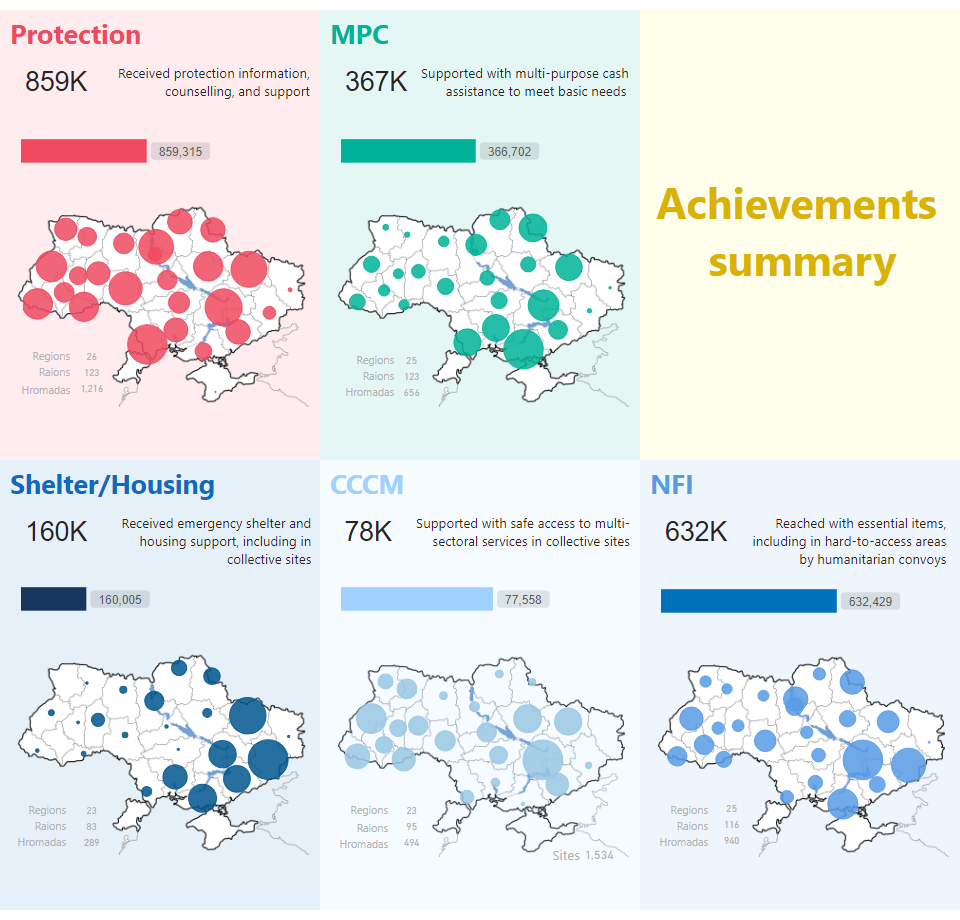 Protection
859K
Received protection information,
counselling, and support
859,315
Regions 26
Raions 123
Hromadas 1,216
MPC
367K
Supported with multi-purpose cash
assistance to meet basic needs
366,702
Regions 25
Raions 123
Hromadas 656
Achievements
summary
Shelter/Housing
160K
Received emergency shelter and
housing support, including in
collective sites
160,005
Regions 23
Raions 83
Hromadas 289
CCCM
78K
Supported with safe access to multi-
sectoral services in collective sites
77,558
Regions 23
Raions 95
Hromadas 494
Sites 1,534
NFI
632K
Reached with essential items,
including in hard-to-access areas
by humanitarian convoys
632,429
Regions 25
Raions 116
Hromadas 940